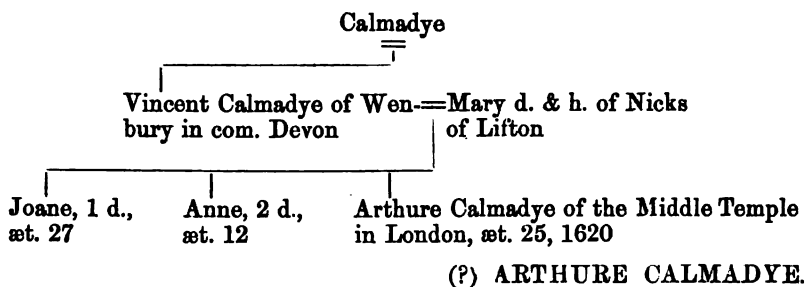 Calmadye
Vincent Calmadye of Wen-═Mary d. & h. of Nicks
bury in com. Devon of Lifton
Joane, 1 d., Anne, 2 d., Arthure Calmadye of the Middle Temple
æt. 27 æt. 12 in London, æt. 25, 1620
(?) ARTHURE CALMADYE.